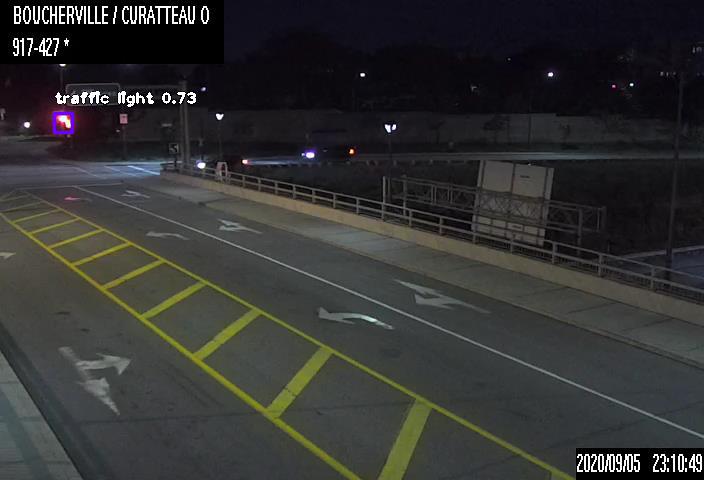 BOUCHERVILLE / CURATTEAU O
917-427 *
traffic light 0.73
2020/09/05 23:10:49